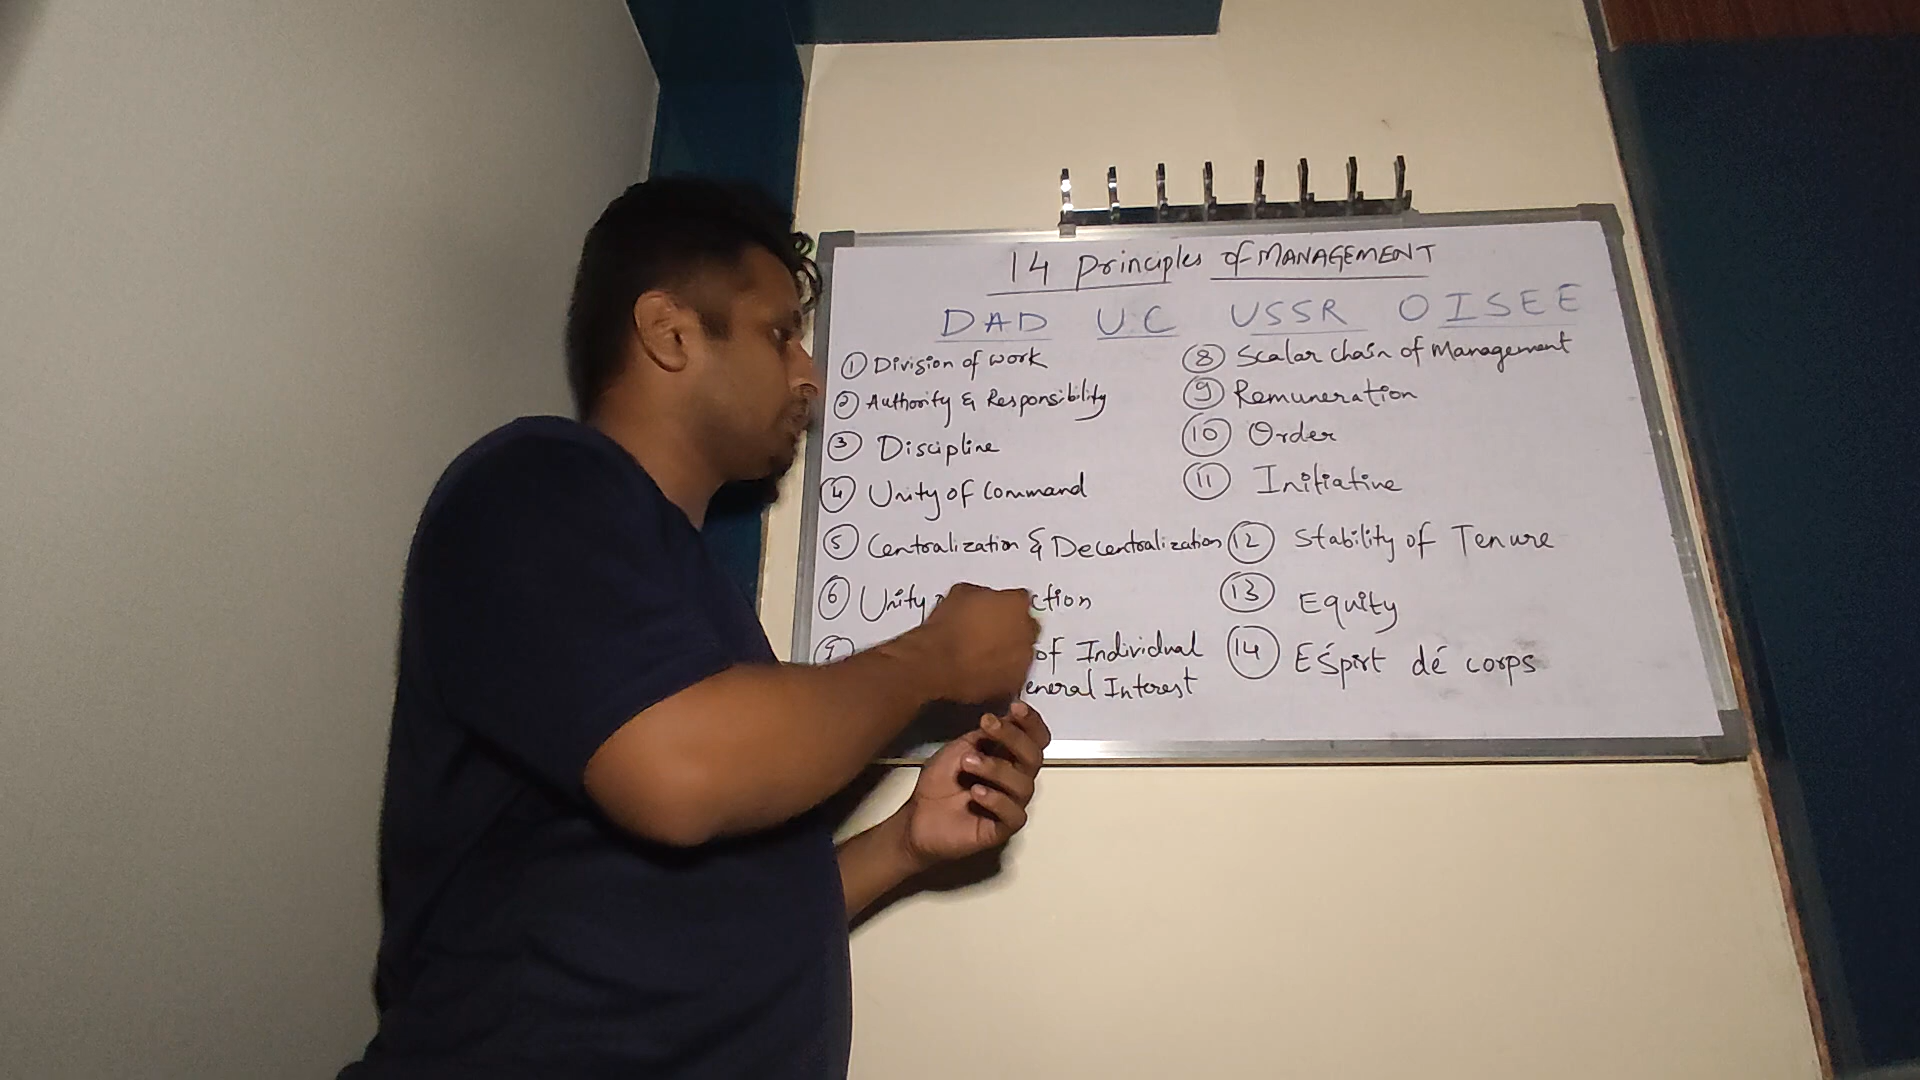 14 Principles of MANAGEMENT
DAD UC USSR OISEE
① Division of work
② Authority & Responsibility
③ Discipline
④ Unity of Command
⑤ Centralization & Decentralization
⑥ Unity ction
of Individual
eneral Interest
⑧ Scalar chain of Management
⑨ Remuneration
⑩ Order
⑪ Initiative
⑫ Stability of Tenure
⑬ Equity
⑭ EŚpirt dé corps